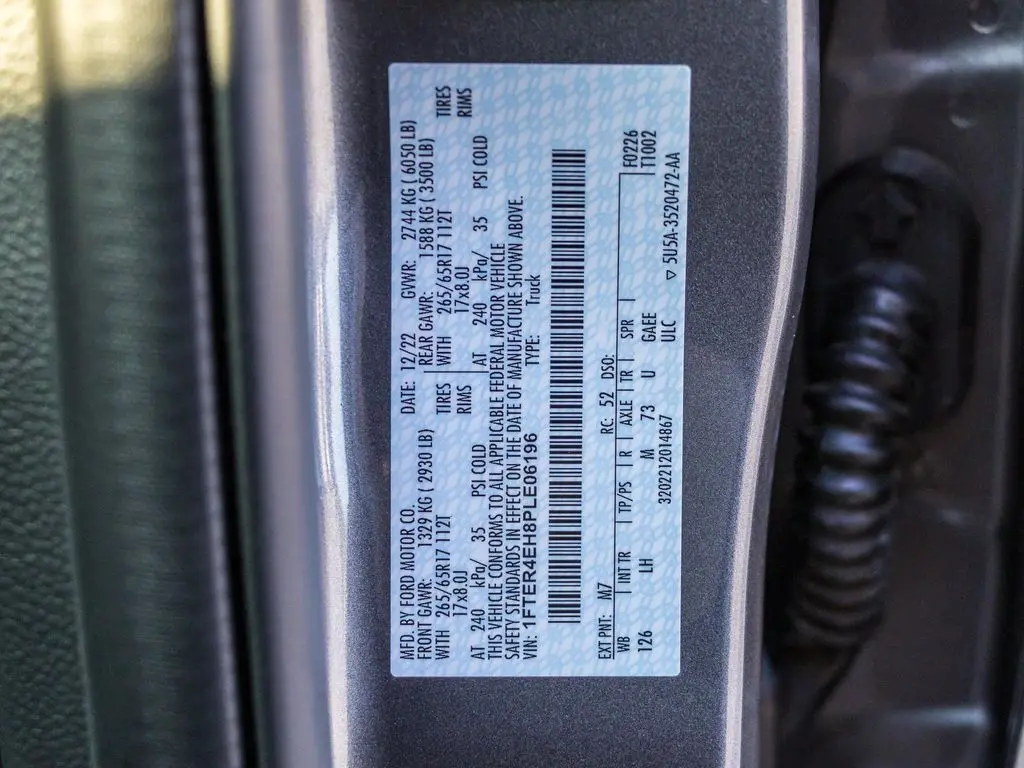 MFD. BY FORD MOTOR CO. DATE: 12/22 GVWR: 2744 KG ( 6050 LB)
FRONT GAWR: 1329 KG ( 2930 LB) REAR GAWR: 1588 KG ( 3500 LB)
WITH 265/65R17 112T TIRES WITH 265/65R17 112T TIRES
17x8.0J RIMS 17x8.0J RIMS
AT 240 kPa/ 35 PSI COLD AT 240 kPa/ 35 PSI COLD
THIS VEHICLE CONFORMS TO ALL APPLICABLE FEDERAL MOTOR VEHICLE
SAFETY STANDARDS IN EFFECT ON THE DATE OF MANUFACTURE SHOWN ABOVE.
VIN: 1FTER4EH8PLE06196 TYPE: Truck
EXT PNT: M7 RC: 52 DSO: F0226
WB INT TR TP/PS R AXLE TR SPR T1002
126 LH M 73 U GAEE
ULC
3202212014867 ▽ 5U5A-3520472-AA